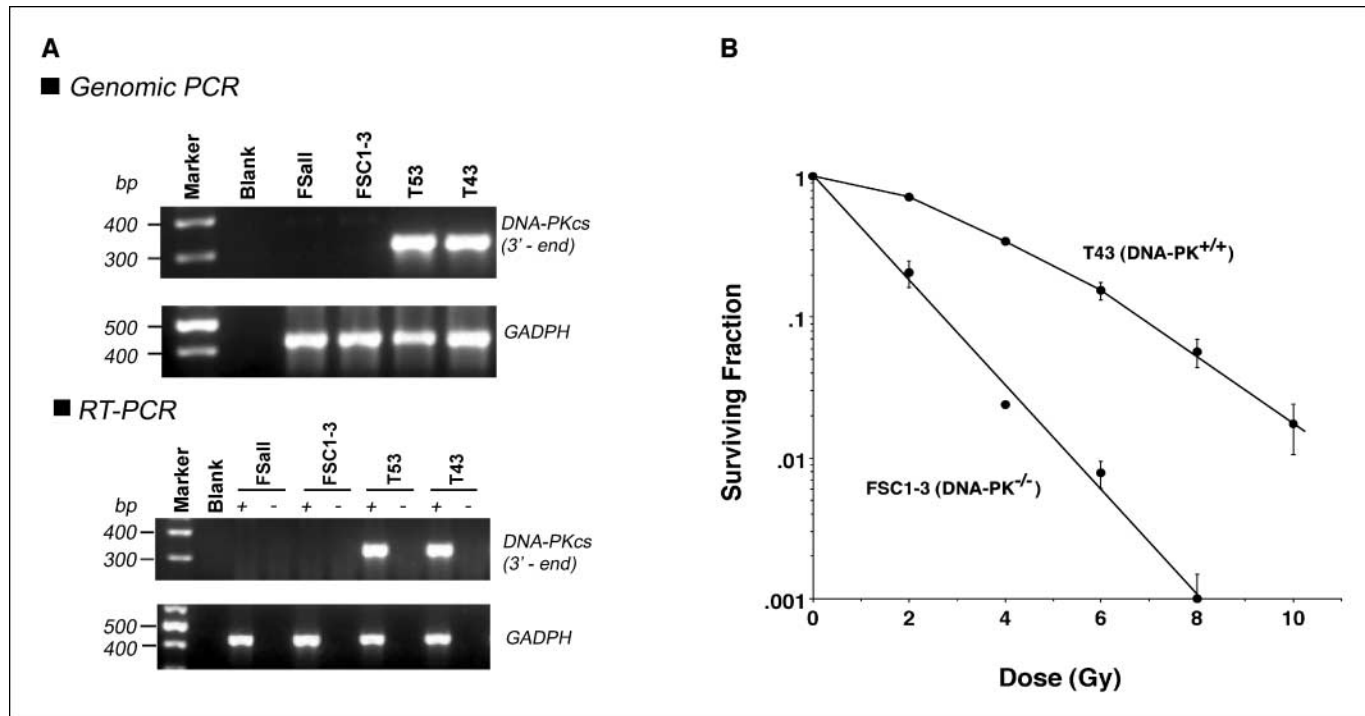 A
■ Genomic PCR
bp
Marker
Blank
FSall
FSC1-3
T53
T43
400
300
DNA-PKcs
(3' - end)
500
400
GADPH
■ RT-PCR
bp
Marker
Blank
FSall
FSC1-3
T53
T43
+ - + - + - + -
400
300
DNA-PKcs
(3' - end)
500
400
GADPH
B
Surviving Fraction
1
.1
.01
.001
T43 (DNA-PK+/+)
FSC1-3 (DNA-PK-/-)
0 2 4 6 8 10
Dose (Gy)